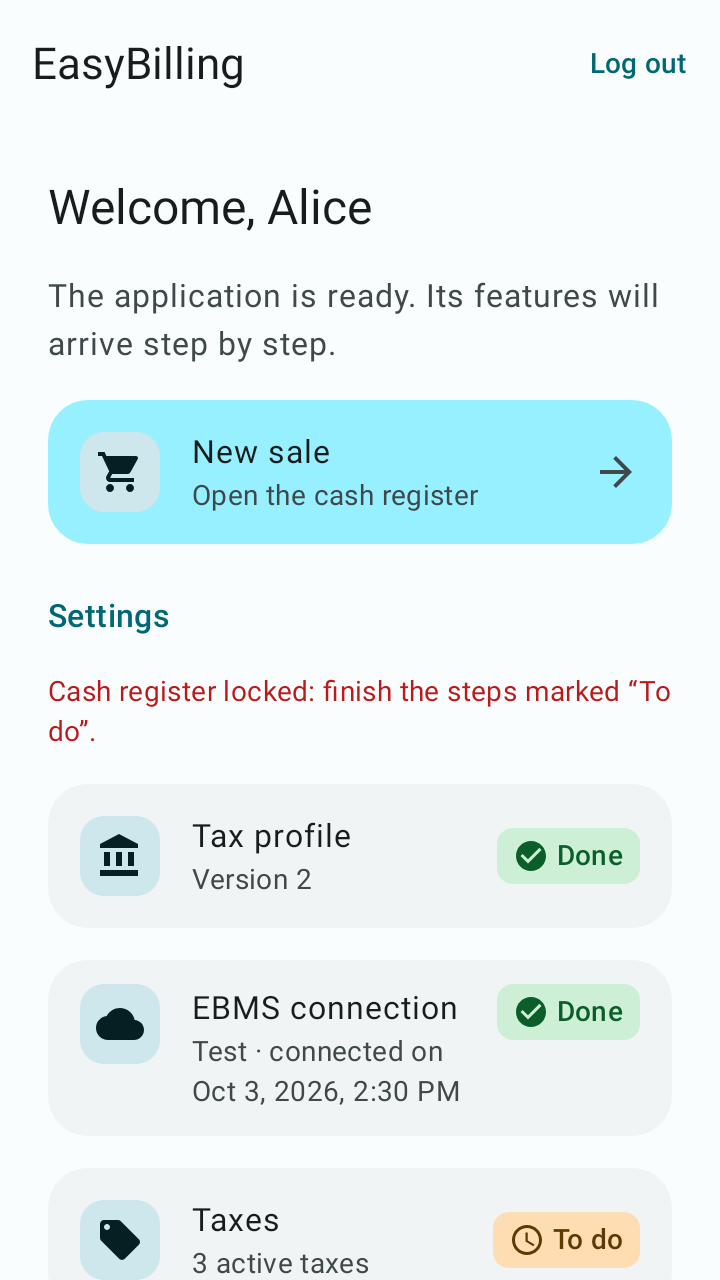 EasyBilling
Log out
Welcome, Alice
The application is ready. Its features will
arrive step by step.
New sale
Open the cash register
Settings
Cash register locked: finish the steps marked “To
do”.
Tax profile
Version 2
Done
EBMS connection
Test · connected on
Oct 3, 2026, 2:30 PM
Done
Taxes
3 active taxes
To do